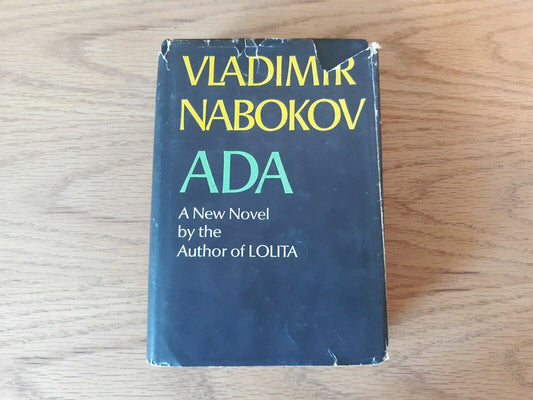 VLADIMIR
NABOKOV
ADA
A New Novel
by the
Author of LOLITA